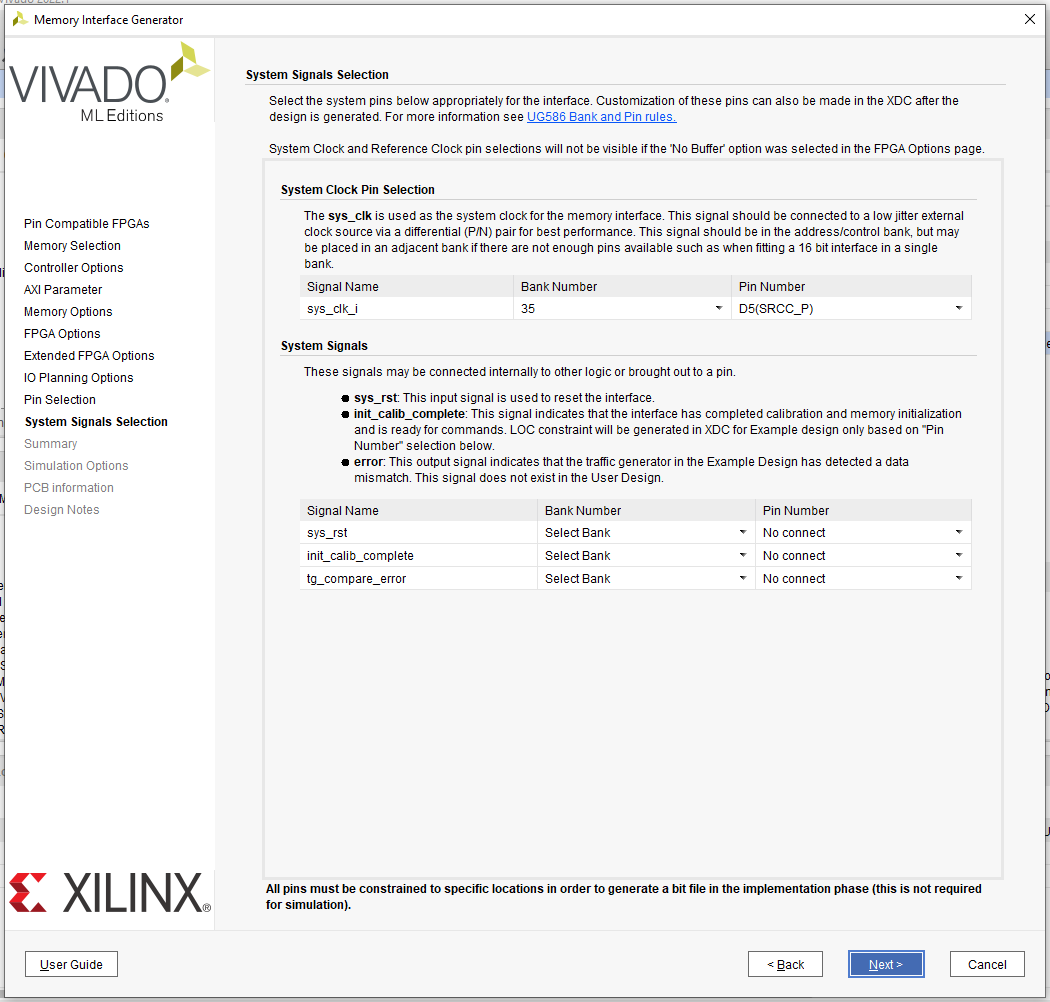 Memory Interface Generator
VIVADO
ML Editions
Pin Compatible FPGAs
Memory Selection
Controller Options
AXI Parameter
Memory Options
FPGA Options
Extended FPGA Options
IO Planning Options
Pin Selection
System Signals Selection
Summary
Simulation Options
PCB information
Design Notes
XILINX®
System Signals Selection
Select the system pins below appropriately for the interface. Customization of these pins can also be made in the XDC after the
design is generated. For more information see UG586 Bank and Pin rules.
System Clock and Reference Clock pin selections will not be visible if the 'No Buffer' option was selected in the FPGA Options page.
System Clock Pin Selection
The sys_clk is used as the system clock for the memory interface. This signal should be connected to a low jitter external
clock source via a differential (P/N) pair for best performance. This signal should be in the address/control bank, but may
be placed in an adjacent bank if there are not enough pins available such as when fitting a 16 bit interface in a single
bank.
Signal Name Bank Number Pin Number
sys_clk_i 35 D5(SRCC_P)
System Signals
These signals may be connected internally to other logic or brought out to a pin.
● sys_rst: This input signal is used to reset the interface.
● init_calib_complete: This signal indicates that the interface has completed calibration and memory initialization
and is ready for commands. LOC constraint will be generated in XDC for Example design only based on "Pin
Number" selection below.
● error: This output signal indicates that the traffic generator in the Example Design has detected a data
mismatch. This signal does not exist in the User Design.
Signal Name Bank Number Pin Number
sys_rst Select Bank No connect
init_calib_complete Select Bank No connect
tg_compare_error Select Bank No connect
All pins must be constrained to specific locations in order to generate a bit file in the implementation phase (this is not required
for simulation).
User Guide < Back Next > Cancel